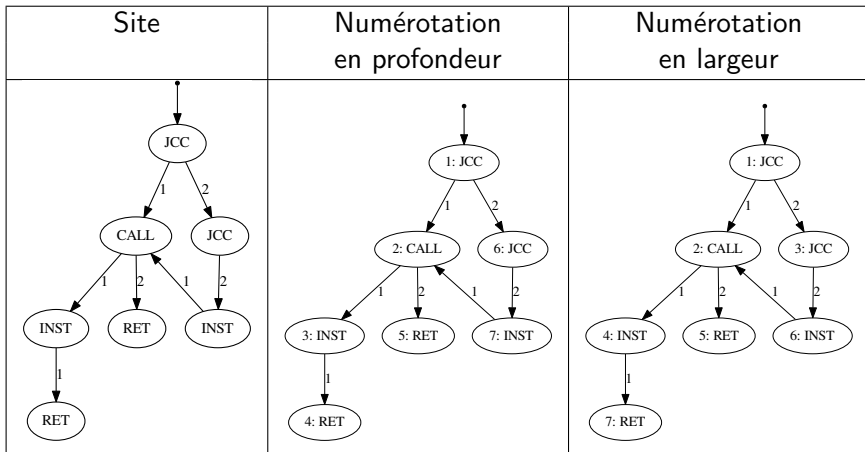 Site
Numérotation
en profondeur
Numérotation
en largeur
JCC
1
2
CALL
JCC
1
2
1
2
INST
RET
INST
1
RET
1: JCC
1
2
2: CALL
6: JCC
1
2
1
2
3: INST
5: RET
7: INST
1
4: RET
1: JCC
1
2
2: CALL
3: JCC
1
2
1
2
4: INST
5: RET
6: INST
1
7: RET